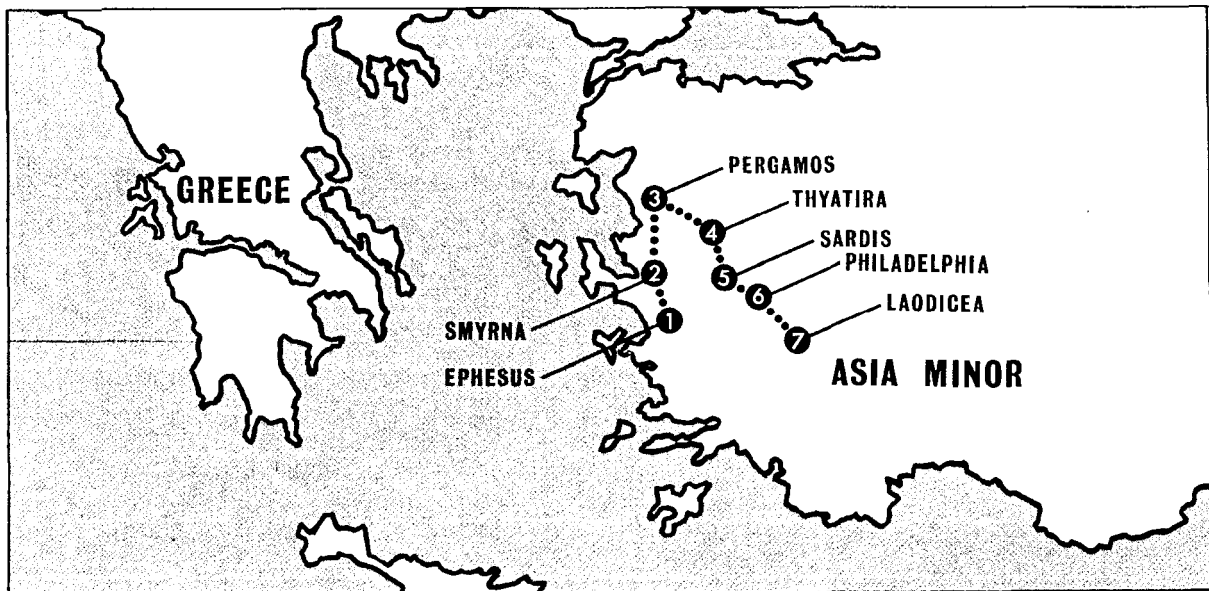 PERGAMOS
GREECE
3
THYATIRA
4
SARDIS
PHILADELPHIA
2
5
6
LAODICEA
SMYRNA
1
7
EPHESUS
ASIA MINOR